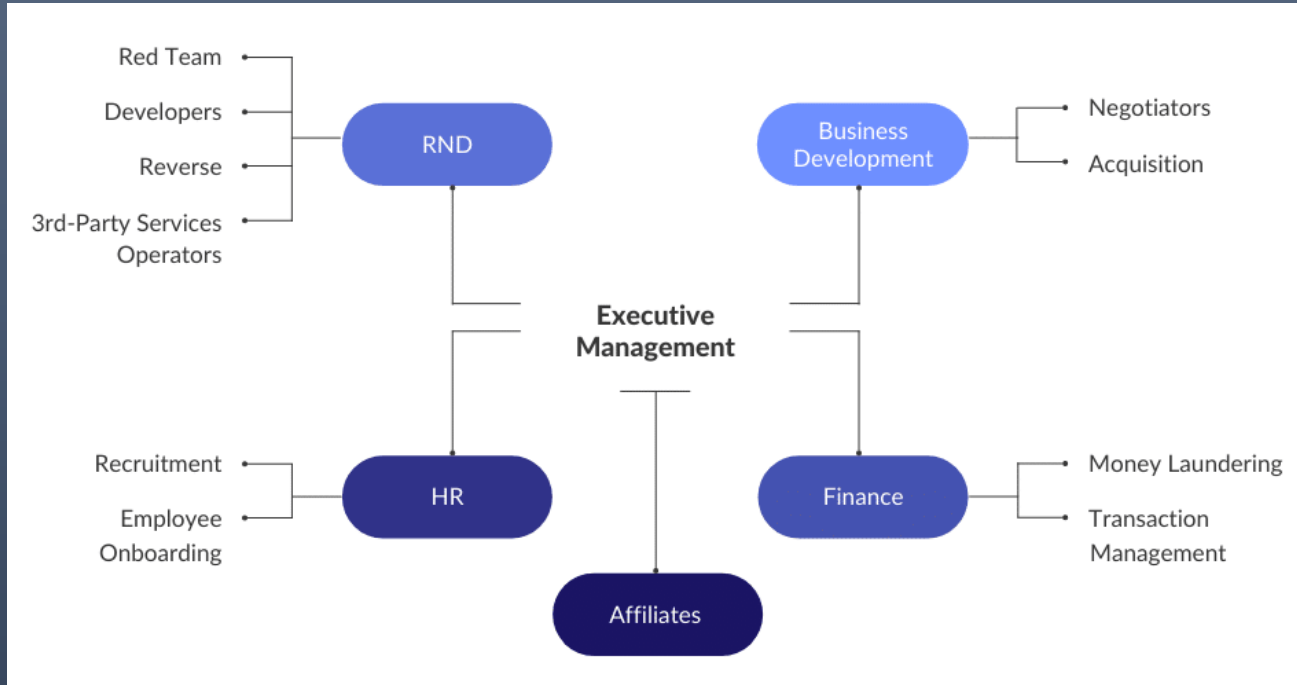 Red Team
Developers
Reverse
3rd-Party Services
Operators
RND
Business
Development
Negotiators
Acquisition
Executive
Management
Recruitment
Employee
Onboarding
HR
Finance
Money Laundering
Transaction
Management
Affiliates